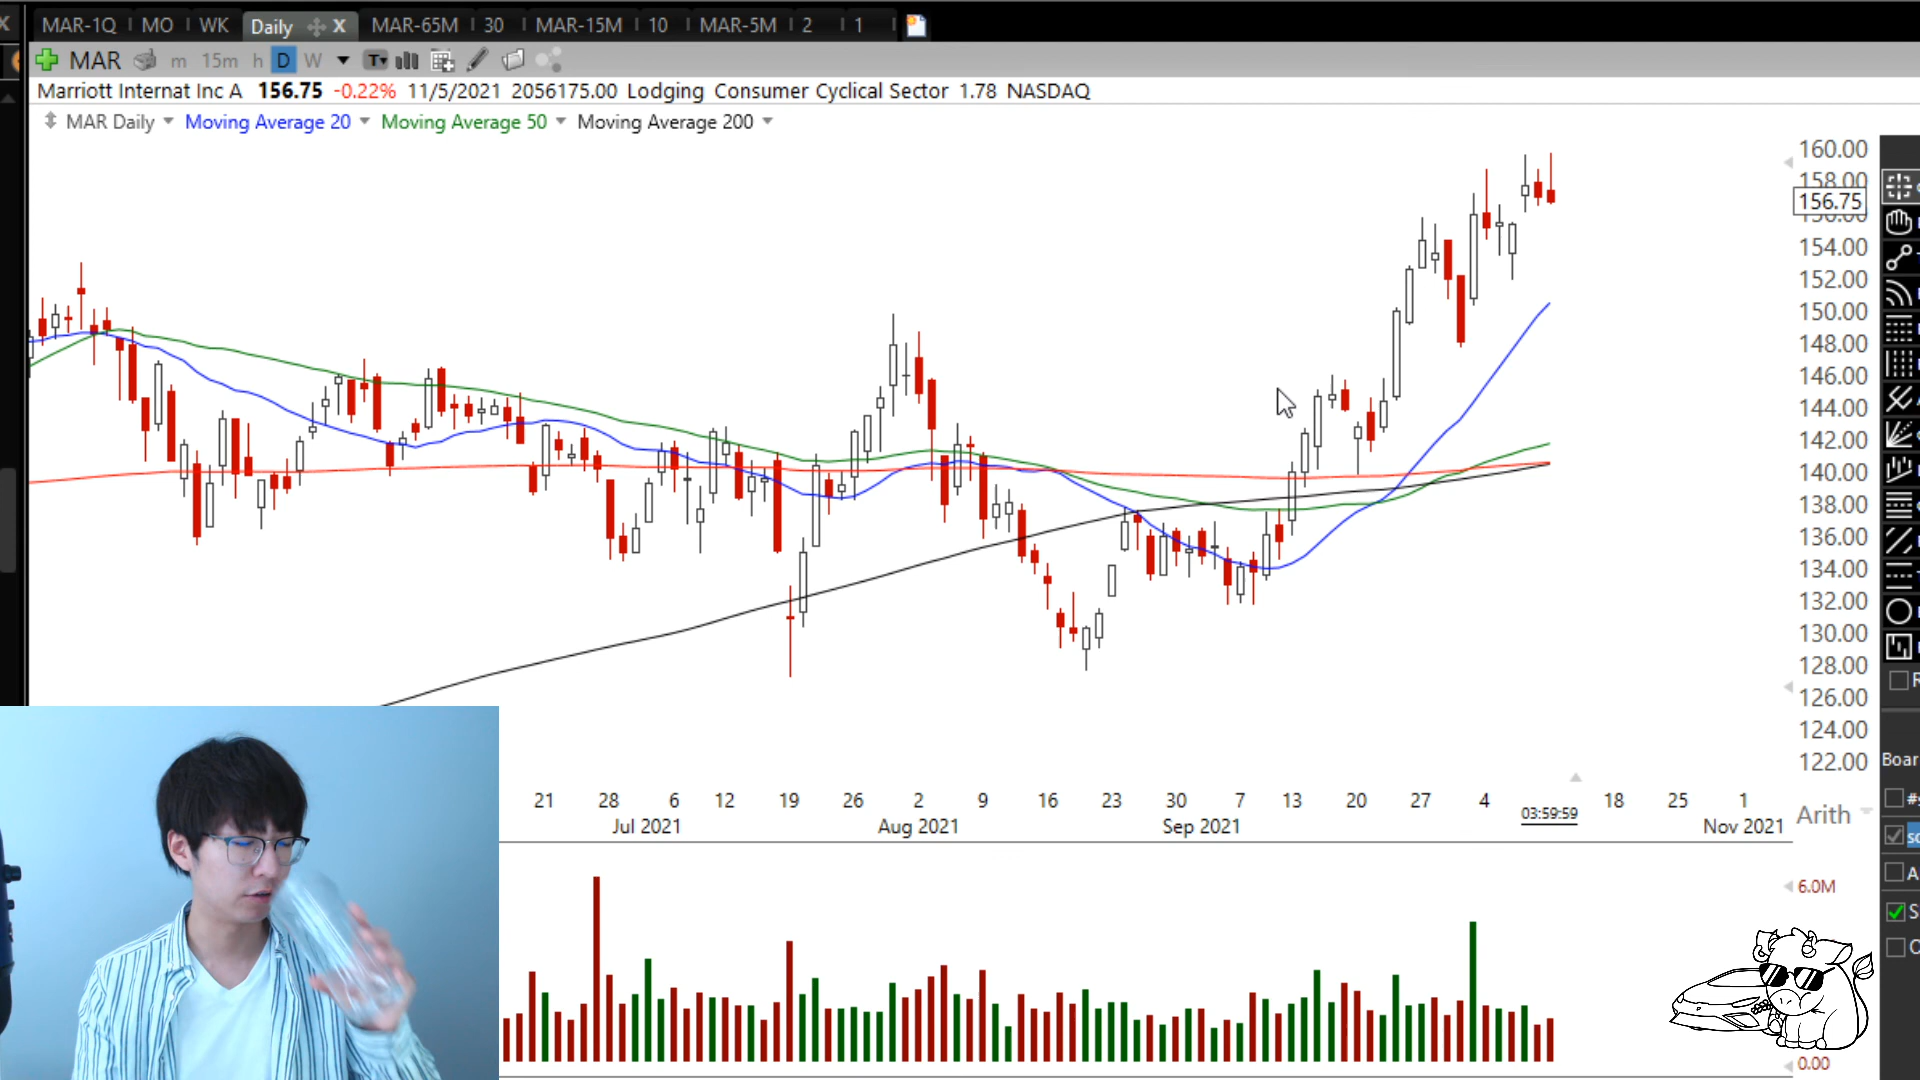 MAR-1Q MO WK Daily X MAR-65M 30 MAR-15M 10 MAR-5M 2 1
MAR m 15m h D W T
Marriott Internat Inc A 156.75 -0.22% 11/5/2021 2056175.00 Lodging Consumer Cyclical Sector 1.78 NASDAQ
MAR Daily Moving Average 20 Moving Average 50 Moving Average 200
160.00
158.00
156.75
154.00
152.00
150.00
148.00
146.00
144.00
142.00
140.00
138.00
136.00
134.00
132.00
130.00
128.00
126.00
124.00
122.00
21 28 6 12 19 26 2 9 16 23 30 7 13 20 27 4 03:59:59 18 25 1
Jul 2021 Aug 2021 Sep 2021 Nov 2021
Arith
6.0M
0.00
Boar